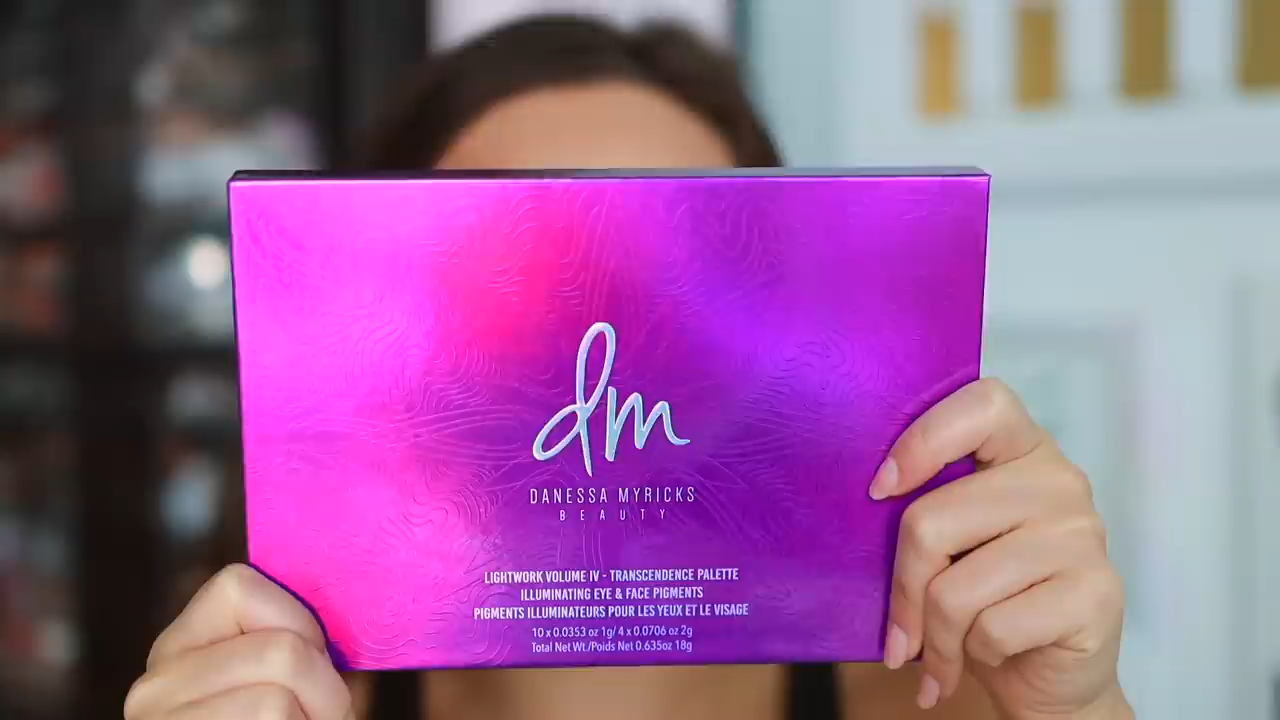 dm
DANESSA MYRICKS
BEAUTY
LIGHTWORK VOLUME IV - TRANSCENDENCE PALETTE
ILLUMINATING EYE & FACE PIGMENTS
PIGMENTS ILLUMINATEURS POUR LES YEUX ET LE VISAGE
10 x 0.0353 oz 1g/ 4 x 0.0706 oz 2g
Total Net Wt./Poids Net 0.635oz 18g